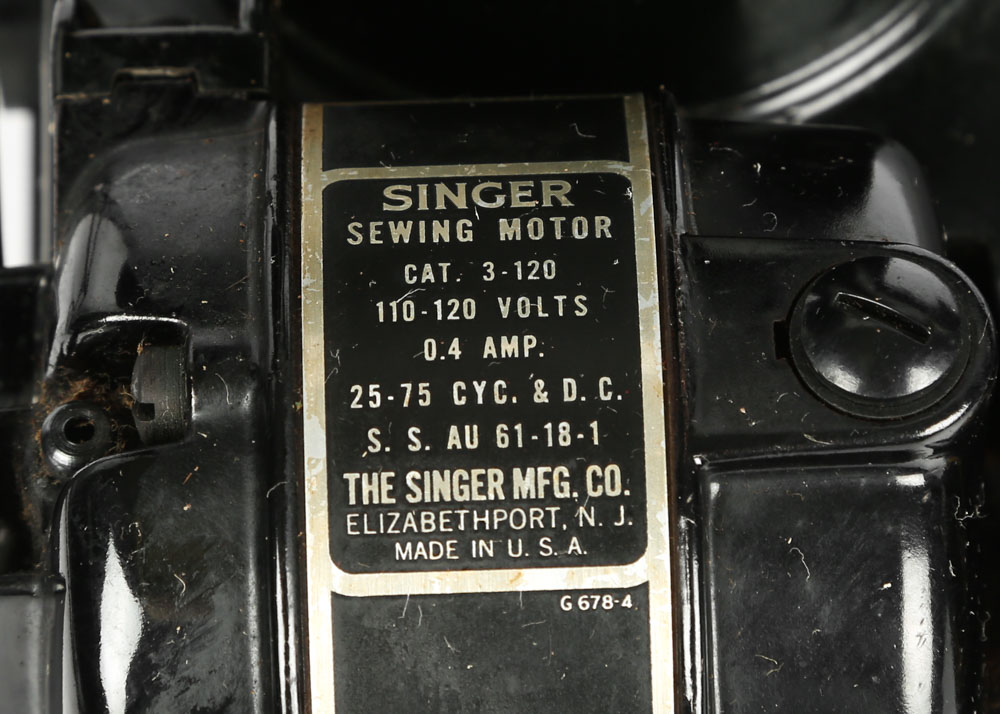 SINGER
SEWING MOTOR
CAT. 3-120
110-120 VOLTS
0.4 AMP.
25-75 CYC. & D.C.
S. S. AU 61-18-1
THE SINGER MFG. CO.
ELIZABETHPORT, N. J.
MADE IN U. S. A.
G 678-4